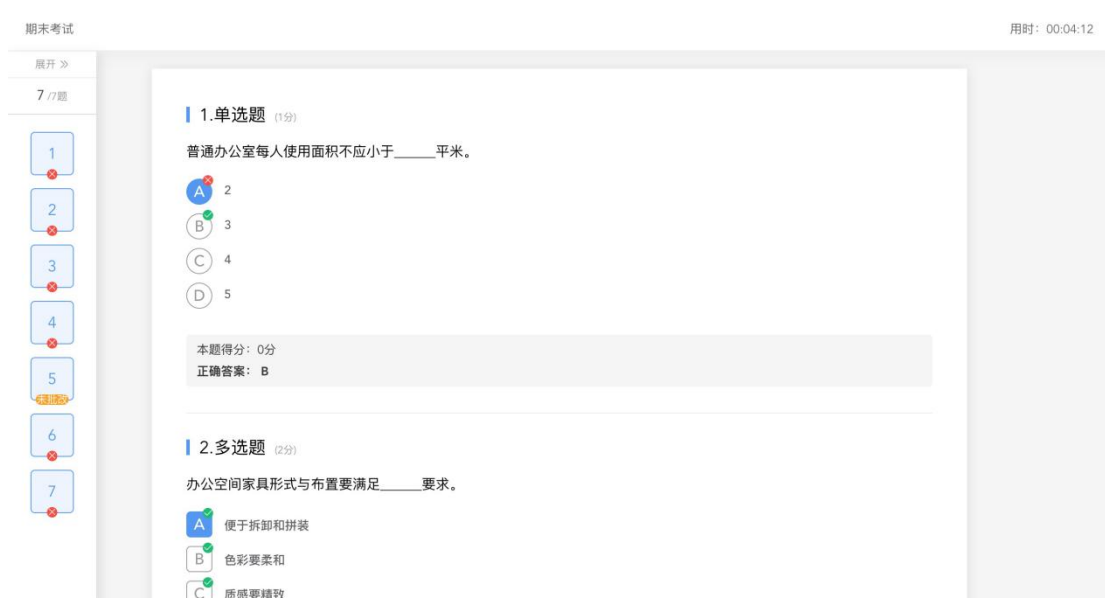 期末考试
用时：00:04:12
展开 »
7 /7题
1
2
3
4
5
未批改
6
7
1.单选题 (1分)
普通办公室每人使用面积不应小于______平米。
A 2
B 3
C 4
D 5
本题得分：0分
正确答案： B
2.多选题 (2分)
办公空间家具形式与布置要满足______要求。
A 便于拆卸和拼装
B 色彩要柔和
C 质感要精致